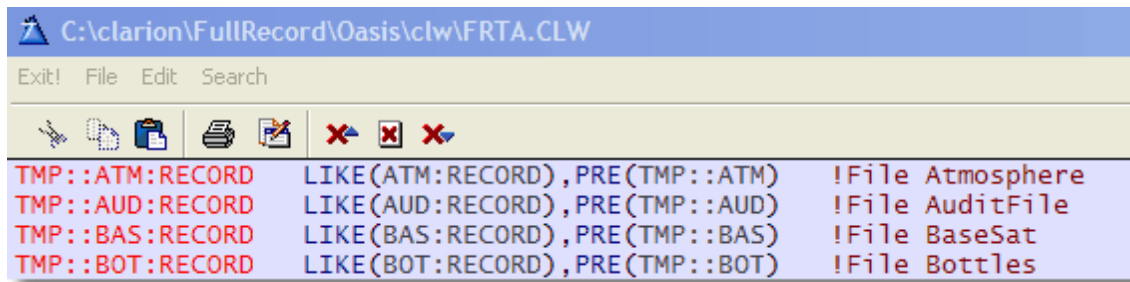 C:\clarion\FullRecord\Oasis\clw\FRTA.CLW
Exit! File Edit Search
TMP::ATM:RECORD LIKE(ATM:RECORD),PRE(TMP::ATM) !File Atmosphere
TMP::AUD:RECORD LIKE(AUD:RECORD),PRE(TMP::AUD) !File AuditFile
TMP::BAS:RECORD LIKE(BAS:RECORD),PRE(TMP::BAS) !File BaseSat
TMP::BOT:RECORD LIKE(BOT:RECORD),PRE(TMP::BOT) !File Bottles